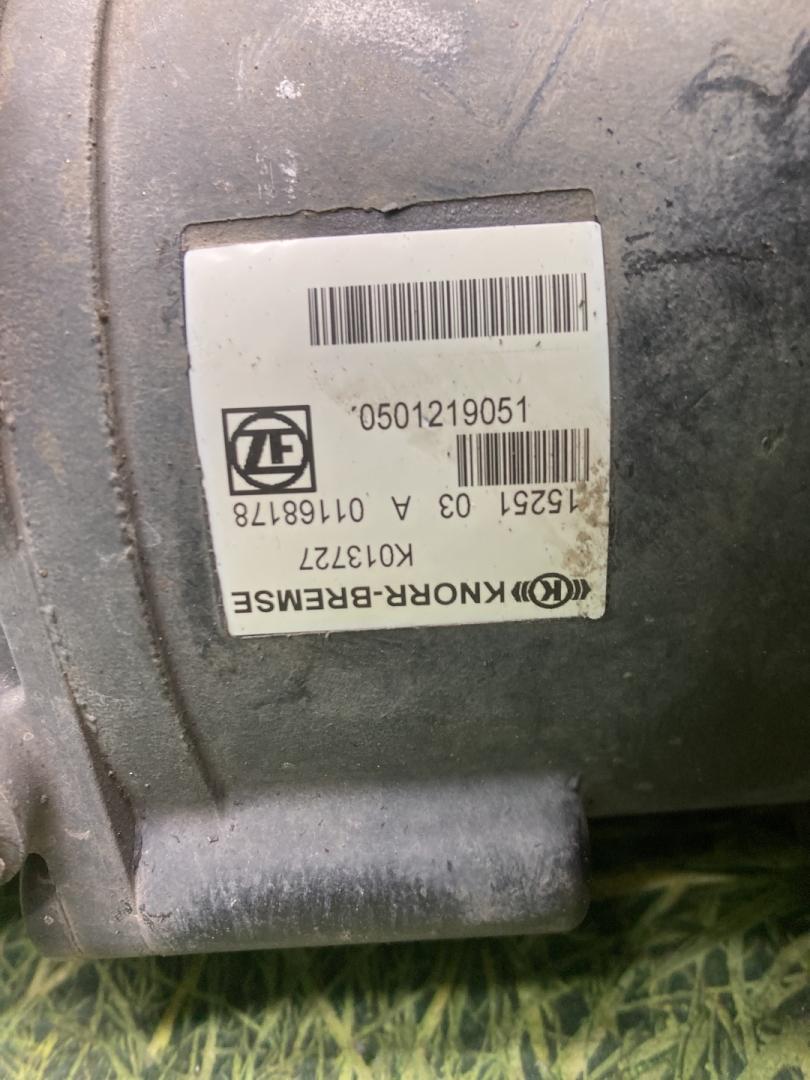 0501219051
ZF
KNORR-BREMSE
K013727
15251 03 A 01168178